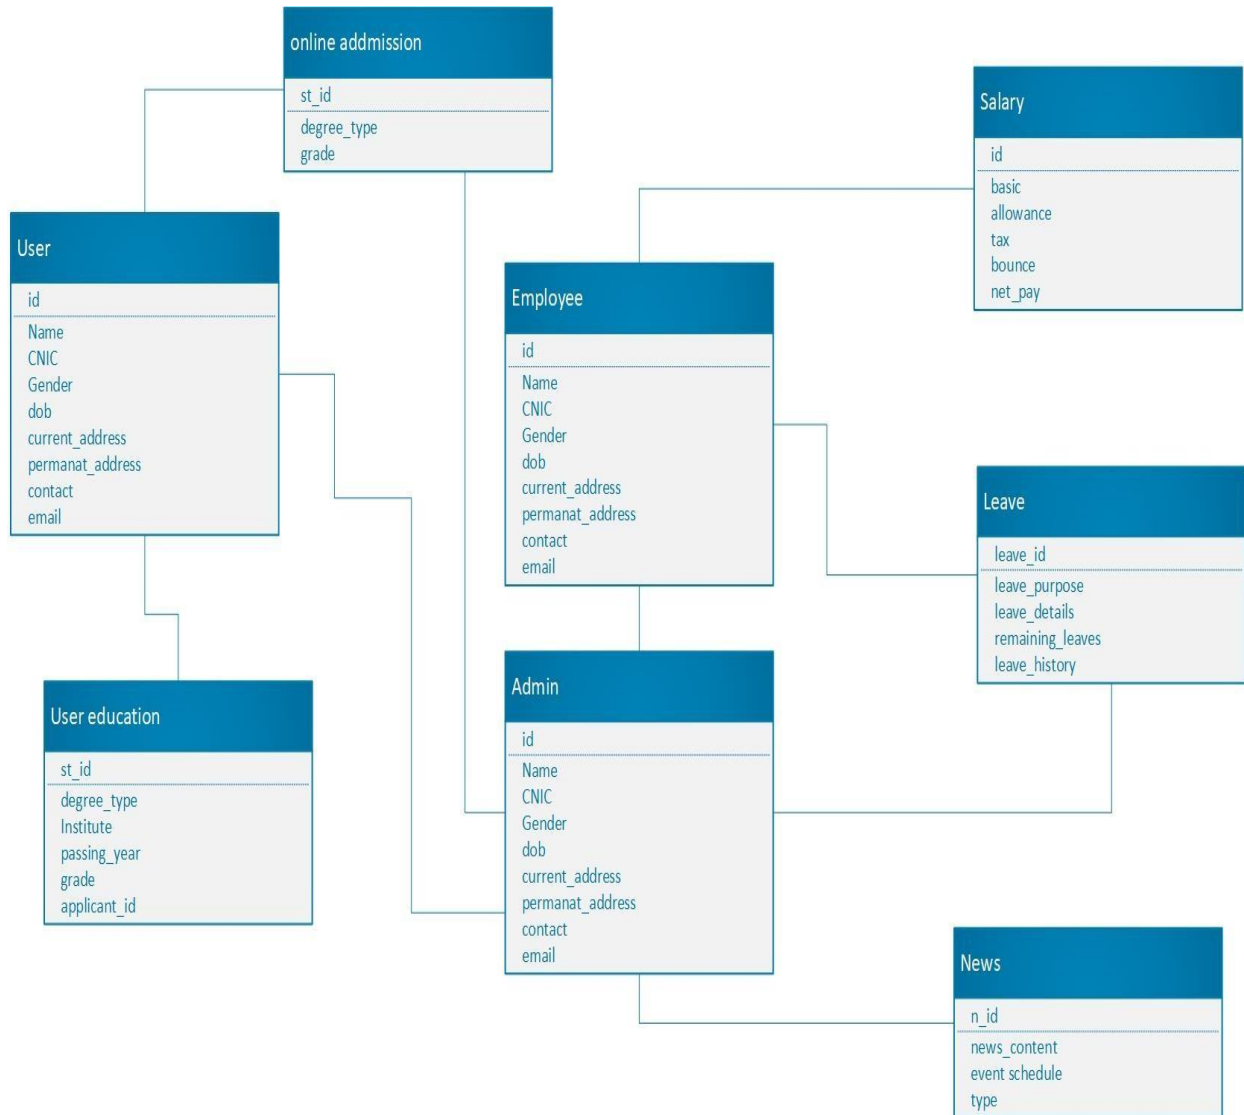 online addmission
st_id
degree_type
grade
Salary
id
basic
allowance
tax
bounce
net_pay
User
id
Name
CNIC
Gender
dob
current_address
permanat_address
contact
email
Employee
id
Name
CNIC
Gender
dob
current_address
permanat_address
contact
email
Leave
leave_id
leave_purpose
leave_details
remaining_leaves
leave_history
User education
st_id
degree_type
Institute
passing_year
grade
applicant_id
Admin
id
Name
CNIC
Gender
dob
current_address
permanat_address
contact
email
News
n_id
news_content
event schedule
type